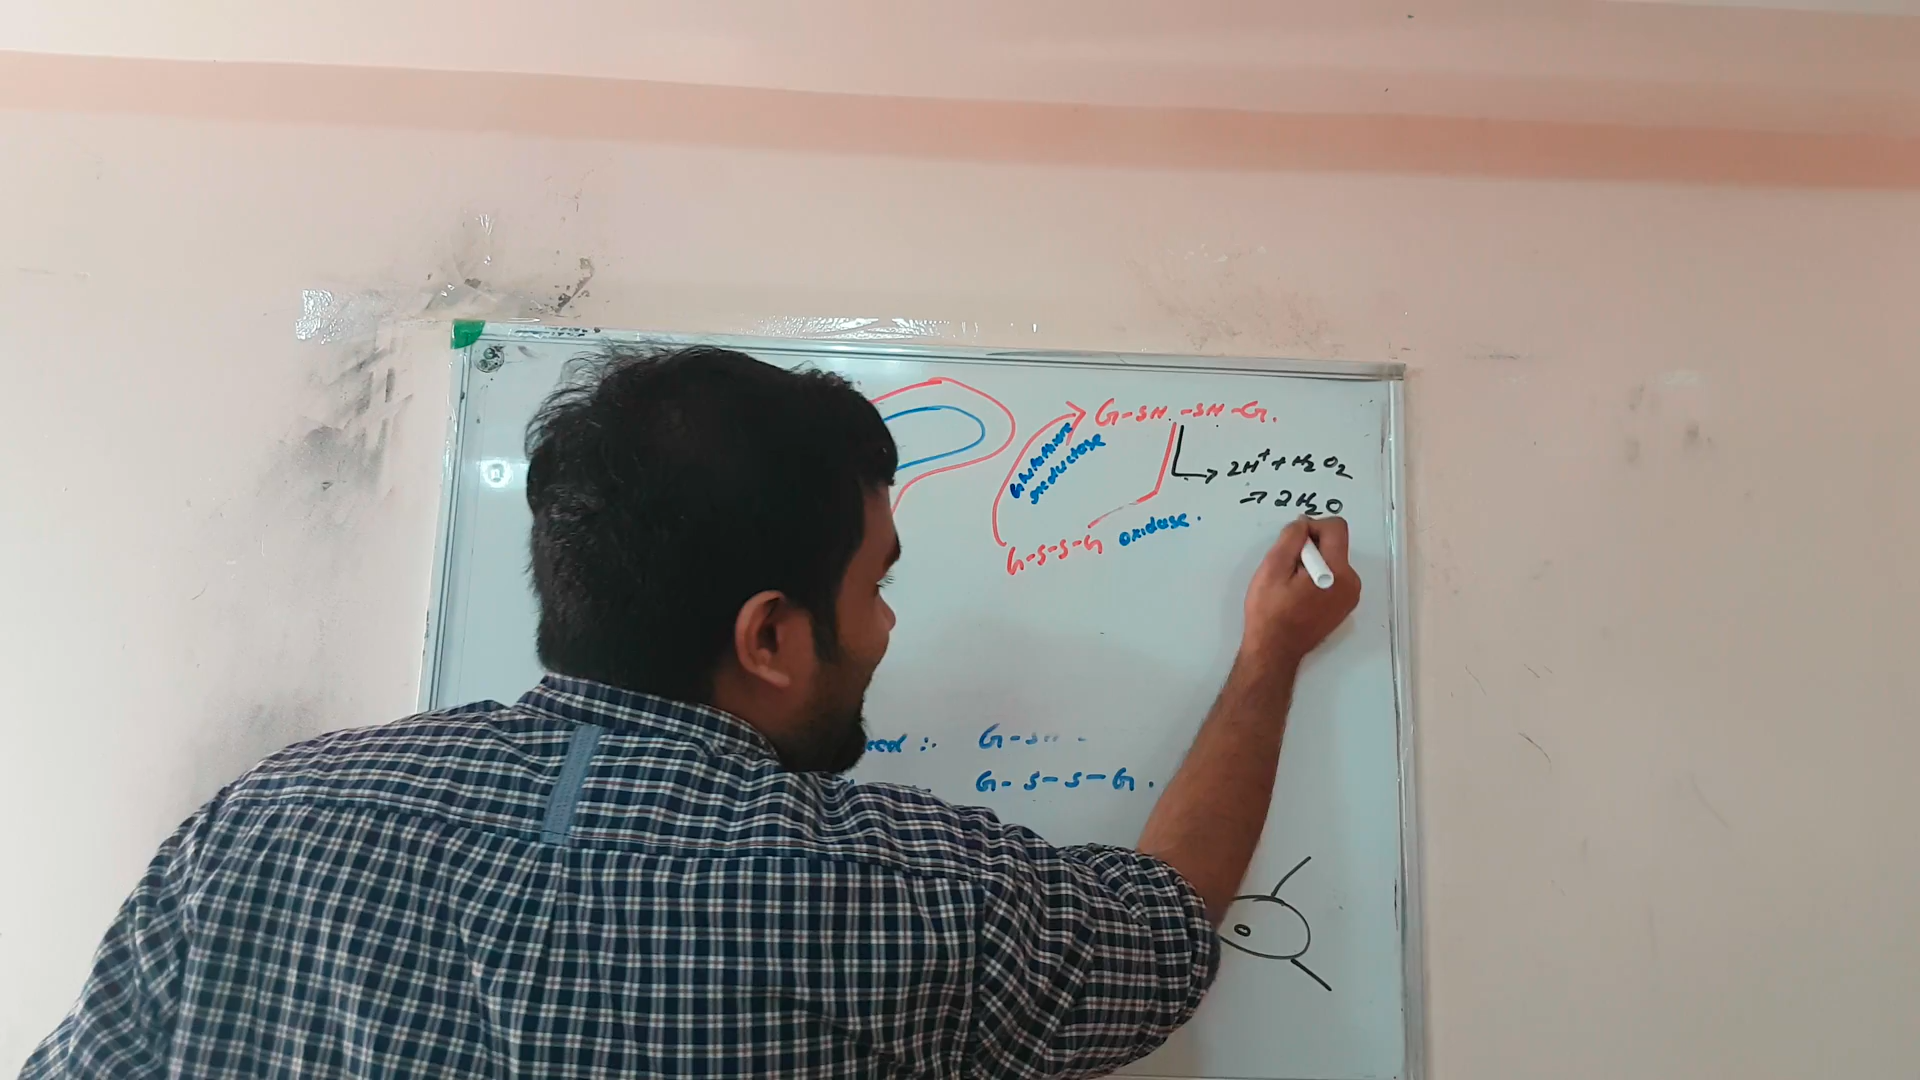 G-SH -SH-G.
Glutathione
reductase
2H⁺ + H₂O₂
→ 2H₂O
G-S-S-G oxidase.
G-SH -
G-S-S-G.